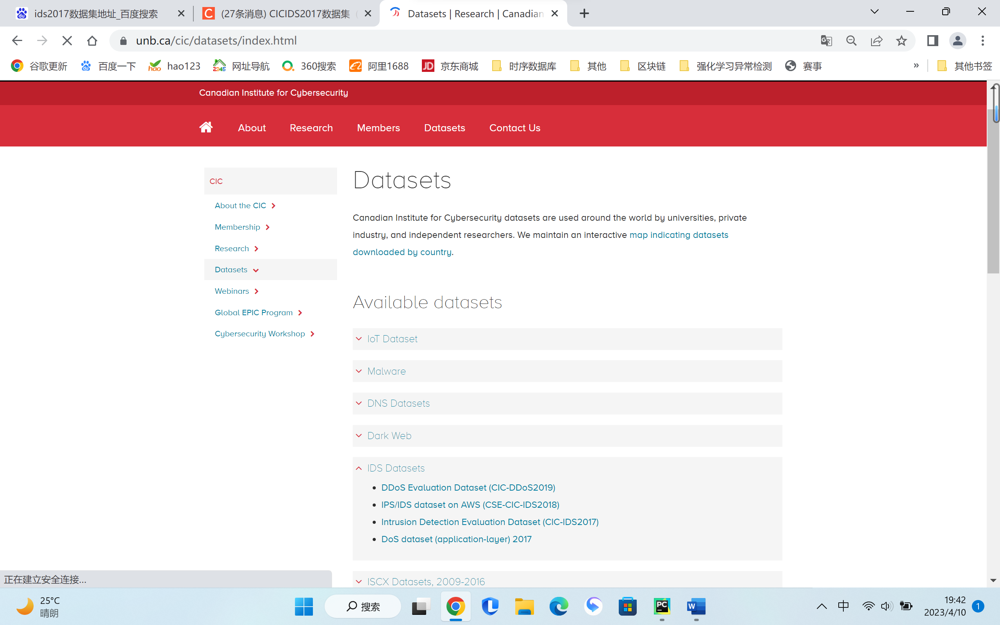 ids2017数据集地址_百度搜索
(27条消息) CICIDS2017数据集
Datasets | Research | Canadian
unb.ca/cic/datasets/index.html
谷歌更新
百度一下
hao123
网址导航
360搜索
阿里1688
京东商城
时序数据库
其他
区块链
强化学习异常检测
赛事
»
其他书签
Canadian Institute for Cybersecurity
About
Research
Members
Datasets
Contact Us
CIC
About the CIC
Membership
Research
Datasets
Webinars
Global EPIC Program
Cybersecurity Workshop
Datasets
Canadian Institute for Cybersecurity datasets are used around the world by universities, private
industry, and independent researchers. We maintain an interactive map indicating datasets
downloaded by country.
Available datasets
IoT Dataset
Malware
DNS Datasets
Dark Web
IDS Datasets
DDoS Evaluation Dataset (CIC-DDoS2019)
IPS/IDS dataset on AWS (CSE-CIC-IDS2018)
Intrusion Detection Evaluation Dataset (CIC-IDS2017)
DoS dataset (application-layer) 2017
ISCX Datasets, 2009-2016
正在建立安全连接...
25°C
晴朗
搜索
中
19:42
2023/4/10
1